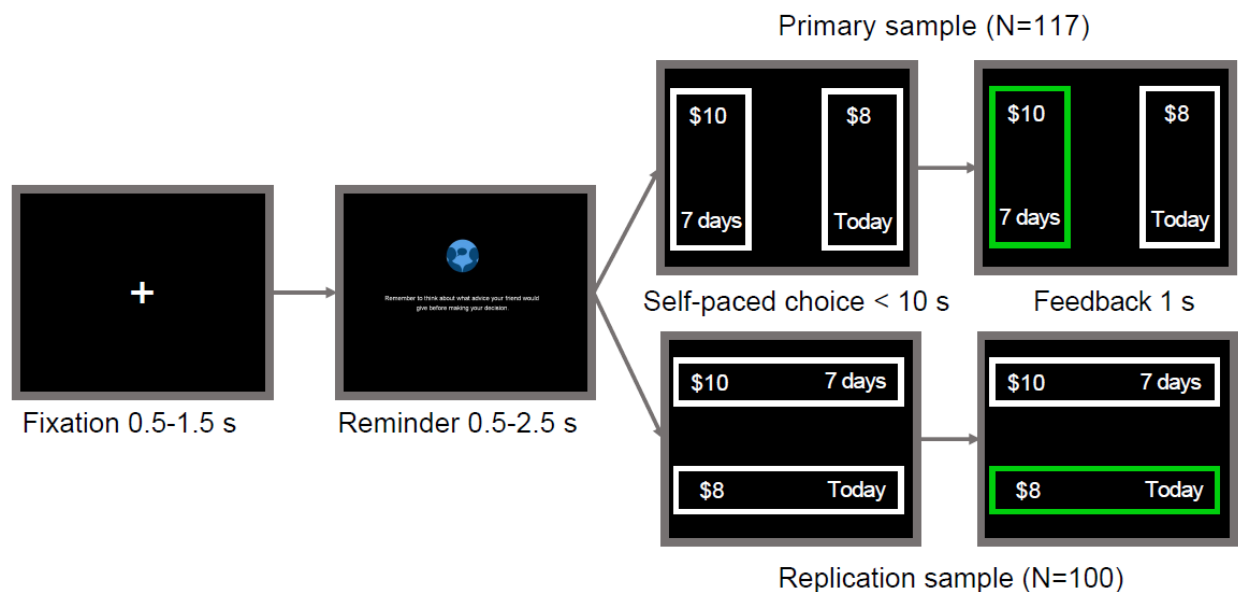 Primary sample (N=117)
$10 $8
7 days Today
$10 $8
7 days Today
+
Remember to think about what advice your friend would
give before making your decision.
Self-paced choice < 10 s
Feedback 1 s
Fixation 0.5-1.5 s
Reminder 0.5-2.5 s
$10 7 days
$8 Today
$10 7 days
$8 Today
Replication sample (N=100)